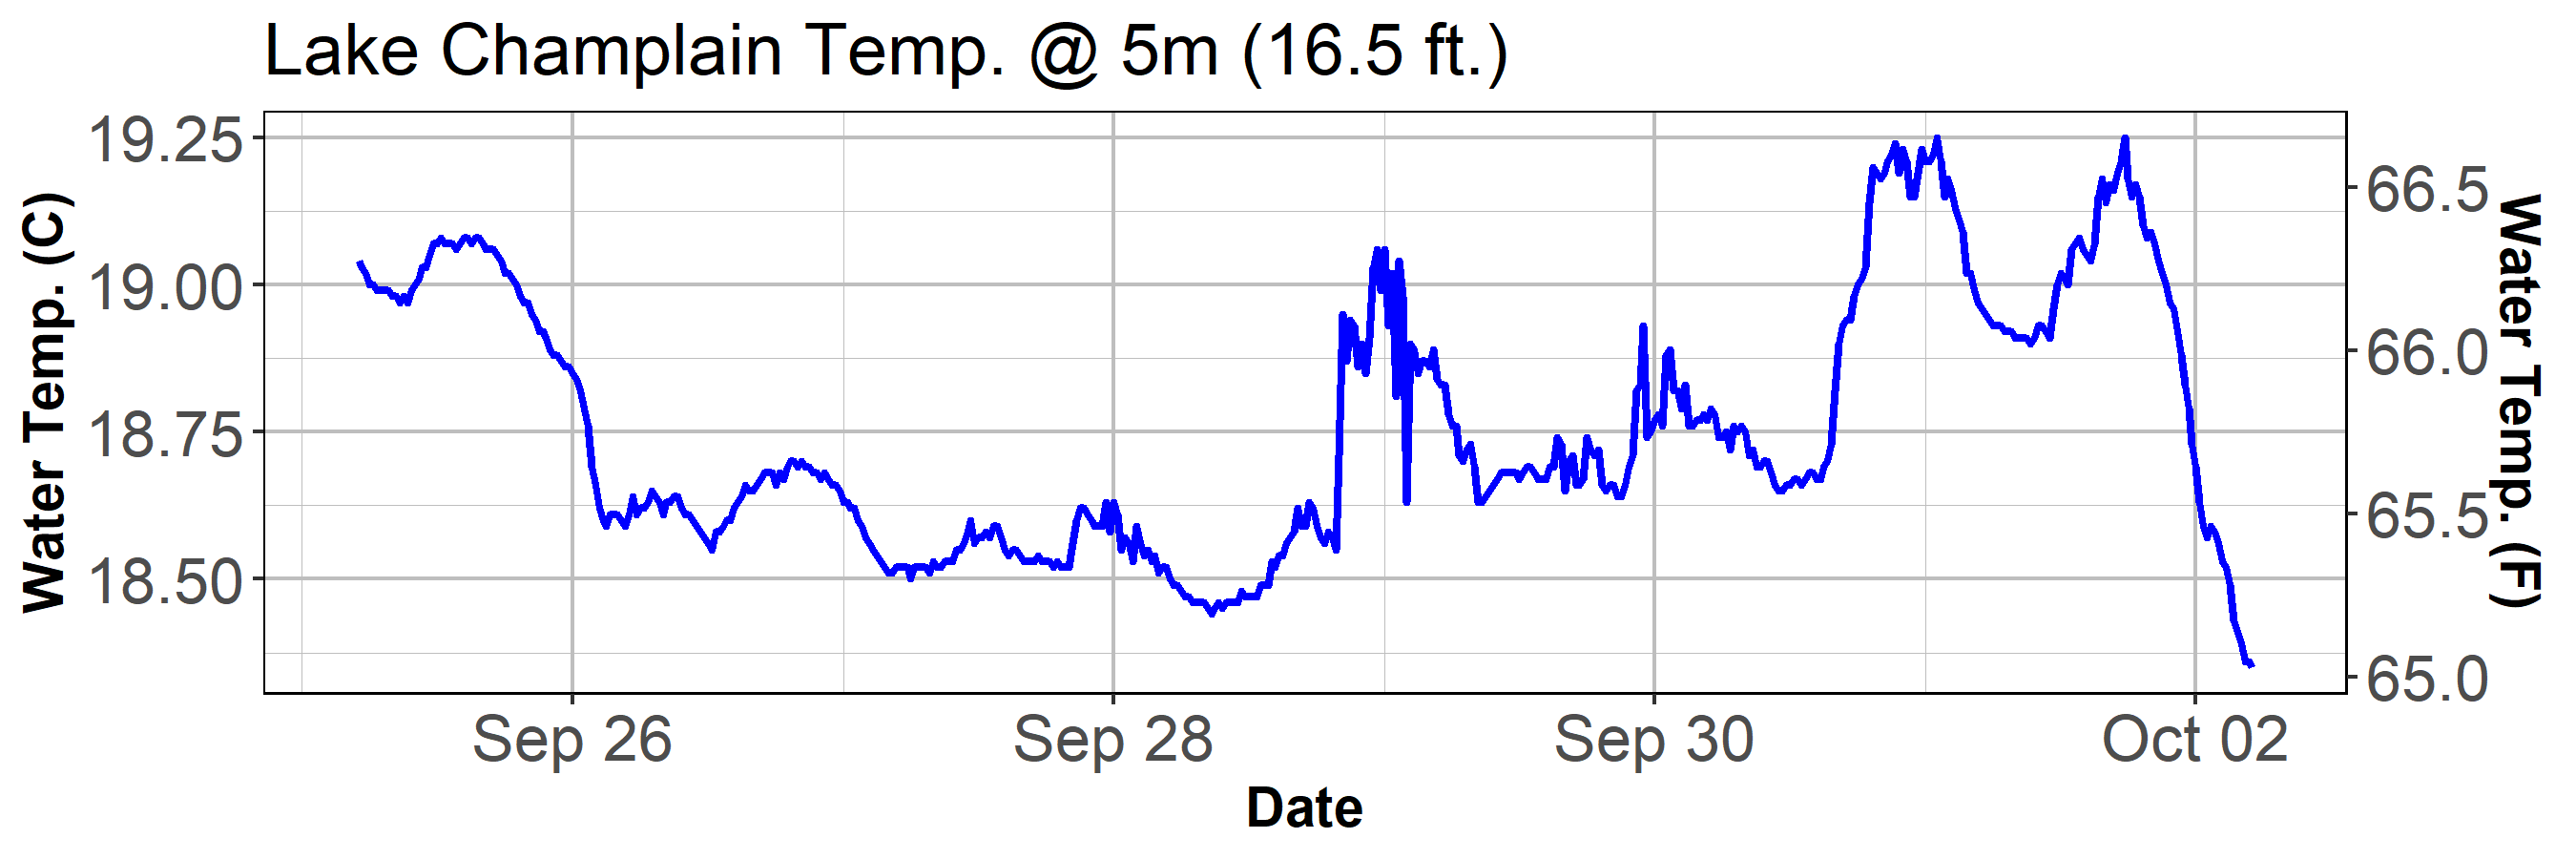 Lake Champlain Temp. @ 5m (16.5 ft.)
Water Temp. (C)
19.25
19.00
18.75
18.50
66.5
66.0
65.5
65.0
Water Temp. (F)
Sep 26
Sep 28
Sep 30
Oct 02
Date